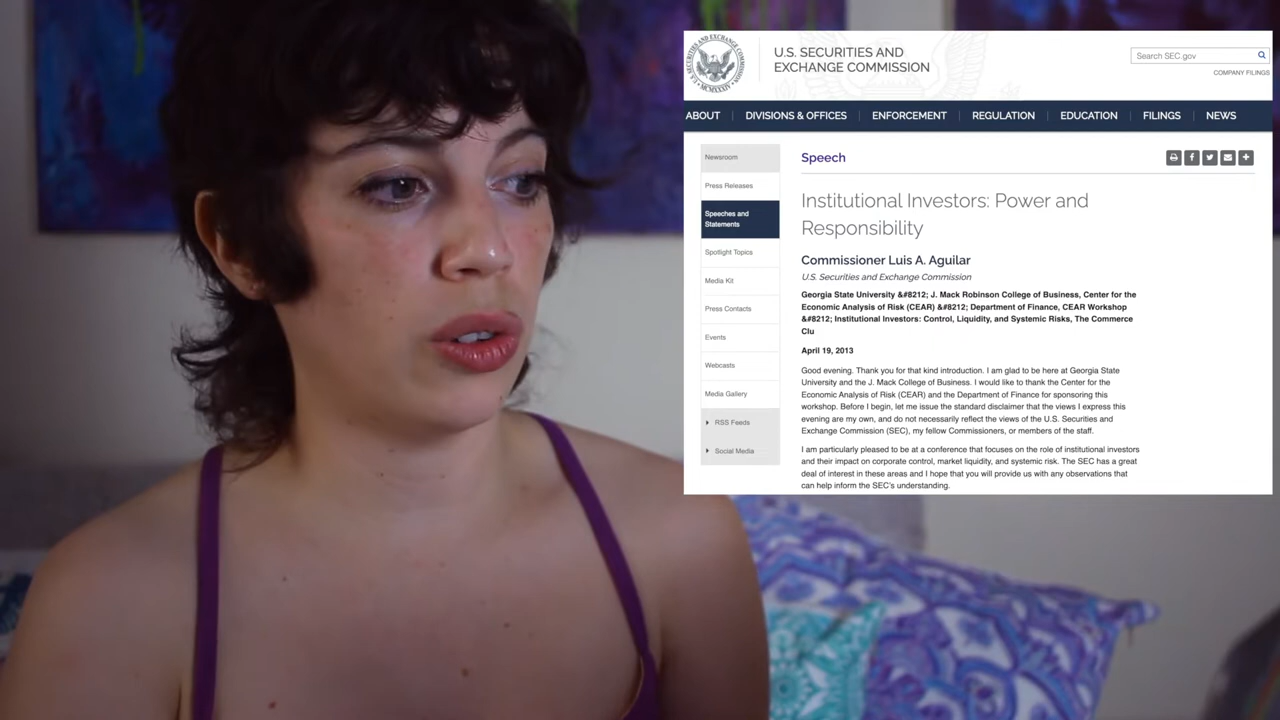 U.S. SECURITIES AND
EXCHANGE COMMISSION
Search SEC.gov
COMPANY FILINGS
ABOUT
DIVISIONS & OFFICES
ENFORCEMENT
REGULATION
EDUCATION
FILINGS
NEWS
Newsroom
Press Releases
Speeches and
Statements
Spotlight Topics
Media Kit
Press Contacts
Events
Webcasts
Media Gallery
RSS Feeds
Social Media
Speech
Institutional Investors: Power and
Responsibility
Commissioner Luis A. Aguilar
U.S. Securities and Exchange Commission
Georgia State University &#8212; J. Mack Robinson College of Business, Center for the
Economic Analysis of Risk (CEAR) &#8212; Department of Finance, CEAR Workshop
&#8212; Institutional Investors: Control, Liquidity, and Systemic Risks, The Commerce
Clu
April 19, 2013
Good evening. Thank you for that kind introduction. I am glad to be here at Georgia State
University and the J. Mack College of Business. I would like to thank the Center for the
Economic Analysis of Risk (CEAR) and the Department of Finance for sponsoring this
workshop. Before I begin, let me issue the standard disclaimer that the views I express this
evening are my own, and do not necessarily reflect the views of the U.S. Securities and
Exchange Commission (SEC), my fellow Commissioners, or members of the staff.
I am particularly pleased to be at a conference that focuses on the role of institutional investors
and their impact on corporate control, market liquidity, and systemic risk. The SEC has a great
deal of interest in these areas and I hope that you will provide us with any observations that
can help inform the SEC's understanding.